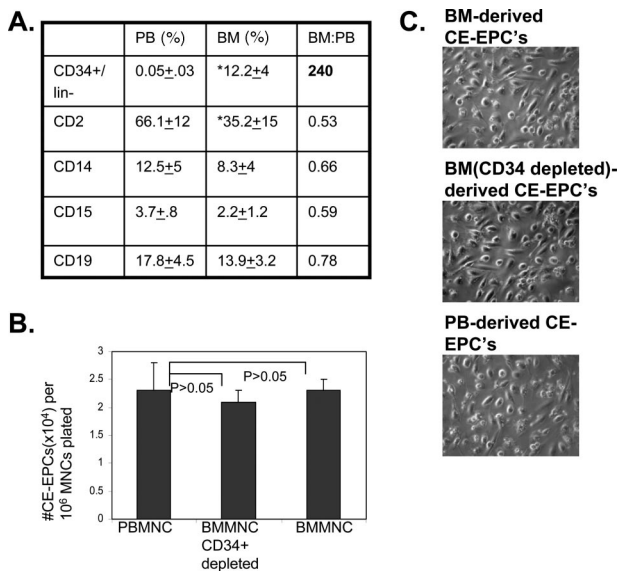 A.
PB (%) BM (%) BM:PB
CD34+/
lin- 0.05±.03 *12.2±4 240
CD2 66.1±12 *35.2±15 0.53
CD14 12.5±5 8.3±4 0.66
CD15 3.7±.8 2.2±1.2 0.59
CD19 17.8±4.5 13.9±3.2 0.78
B.
#CE-EPCs(x10⁴) per
10⁶ MNCs plated
3
2.5
2
1.5
1
0.5
0
P>0.05
P>0.05
PBMNC
BMMNC
CD34+
depleted
BMMNC
C.
BM-derived
CE-EPC's
BM(CD34 depleted)-
derived CE-EPC's
PB-derived CE-
EPC's